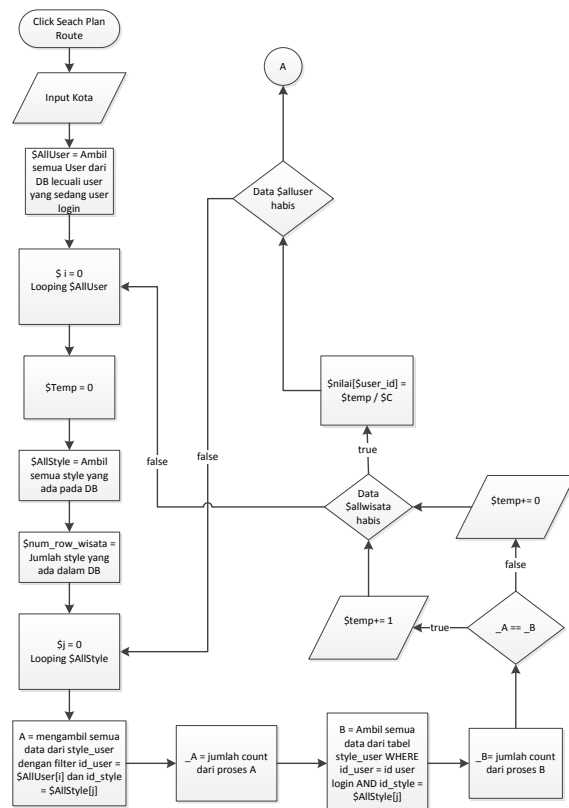 Click Seach Plan
Route
Input Kota
$AllUser = Ambil
semua User dari
DB lecuali user
yang sedang user
login
$ i = 0
Looping $AllUser
$Temp = 0
$AllStyle = Ambil
semua style yang
ada pada DB
$num_row_wisata =
Jumlah style yang
ada dalam DB
$j = 0
Looping $AllStyle
A = mengambil semua
data dari style_user
dengan filter id_user =
$AllUser[i] dan id_style
= $AllStyle[j]
_A = jumlah count
dari proses A
B = Ambil semua
data dari tabel
style_user WHERE
id_user = id user
login AND id_style =
$AllStyle[j]
_B= jumlah count
dari proses B
_A == _B
true
false
$temp+= 1
$temp+= 0
Data
$allwisata
habis
false
true
$nilai[$user_id] =
$temp / $C
Data $alluser
habis
false
A